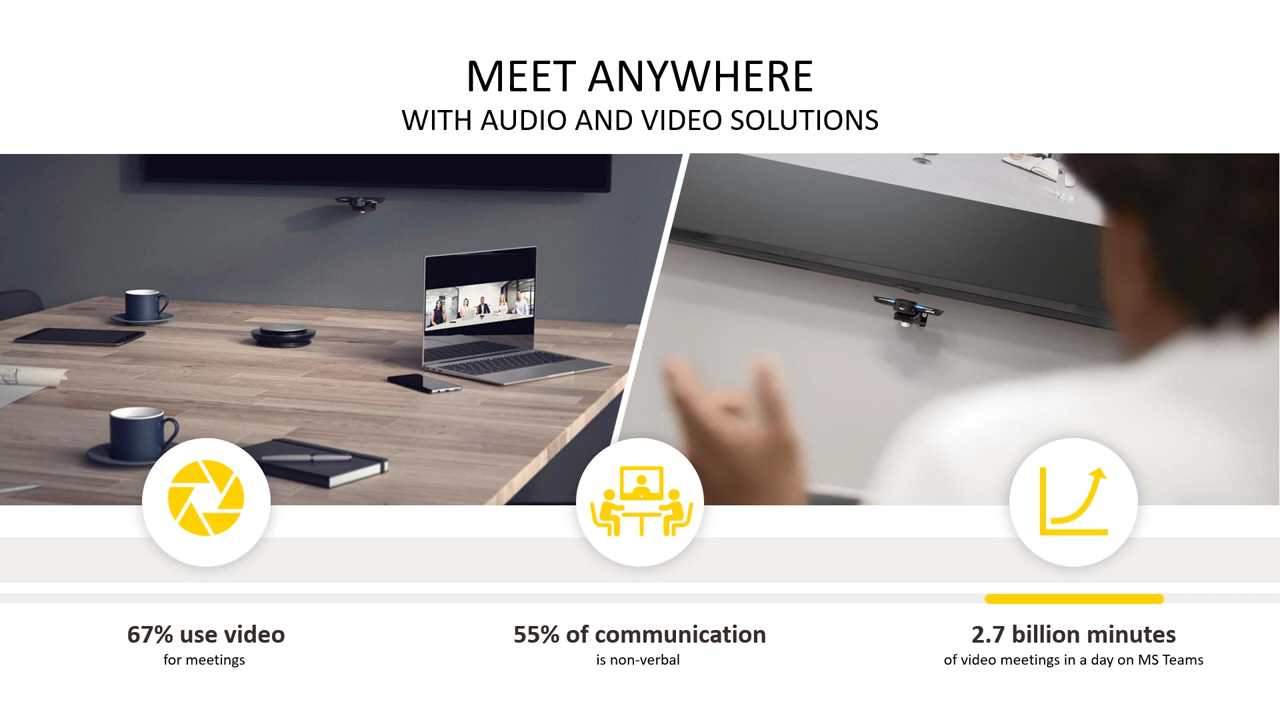 MEET ANYWHERE
WITH AUDIO AND VIDEO SOLUTIONS
67% use video
for meetings
55% of communication
is non-verbal
2.7 billion minutes
of video meetings in a day on MS Teams